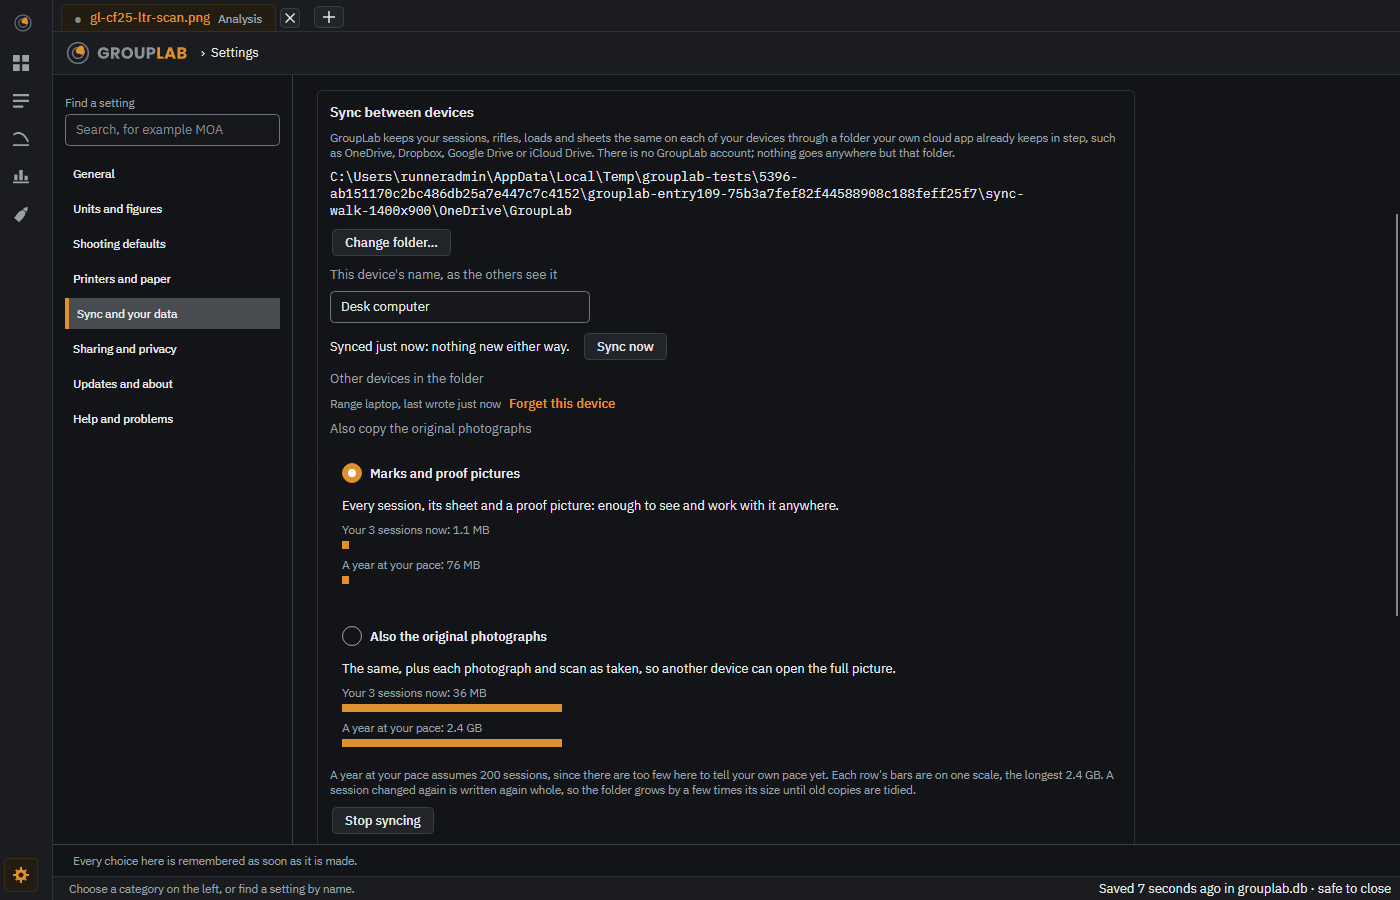 gl-cf25-ltr-scan.png Analysis
GROUPLAB › Settings
Find a setting
Search, for example MOA
General
Units and figures
Shooting defaults
Printers and paper
Sync and your data
Sharing and privacy
Updates and about
Help and problems
Sync between devices
GroupLab keeps your sessions, rifles, loads and sheets the same on each of your devices through a folder your own cloud app already keeps in step, such
as OneDrive, Dropbox, Google Drive or iCloud Drive. There is no GroupLab account; nothing goes anywhere but that folder.
C:\Users\runneradmin\AppData\Local\Temp\grouplab-tests\5396-
ab151170c2bc486db25a7e447c7c4152\grouplab-entry109-75b3a7fef82f44588908c188feff25f7\sync-
walk-1400x900\OneDrive\GroupLab
Change folder...
This device's name, as the others see it
Desk computer
Synced just now: nothing new either way. Sync now
Other devices in the folder
Range laptop, last wrote just now Forget this device
Also copy the original photographs
Marks and proof pictures
Every session, its sheet and a proof picture: enough to see and work with it anywhere.
Your 3 sessions now: 1.1 MB
A year at your pace: 76 MB
Also the original photographs
The same, plus each photograph and scan as taken, so another device can open the full picture.
Your 3 sessions now: 36 MB
A year at your pace: 2.4 GB
A year at your pace assumes 200 sessions, since there are too few here to tell your own pace yet. Each row's bars are on one scale, the longest 2.4 GB. A
session changed again is written again whole, so the folder grows by a few times its size until old copies are tidied.
Stop syncing
Every choice here is remembered as soon as it is made.
Choose a category on the left, or find a setting by name.
Saved 7 seconds ago in grouplab.db · safe to close